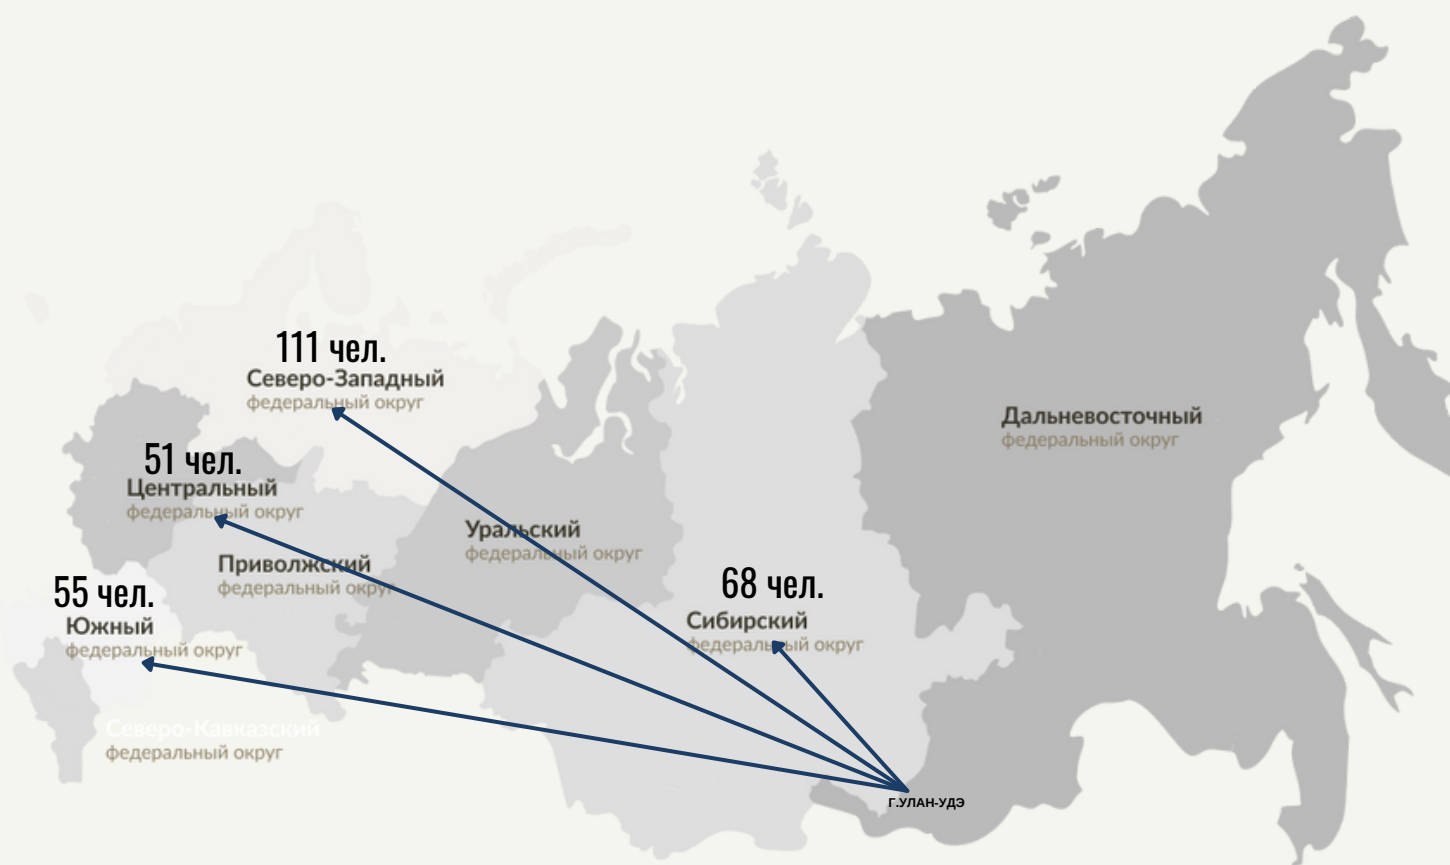 111 чел.
Северо-Западный
федеральный округ
Дальневосточный
федеральный округ
51 чел.
Центральный
федеральный округ
Уральский
федеральный округ
Приволжский
федеральный округ
55 чел.
Южный
федеральный округ
68 чел.
Сибирский
федеральный округ
Северо-Кавказский
федеральный округ
Г.УЛАН-УДЭ